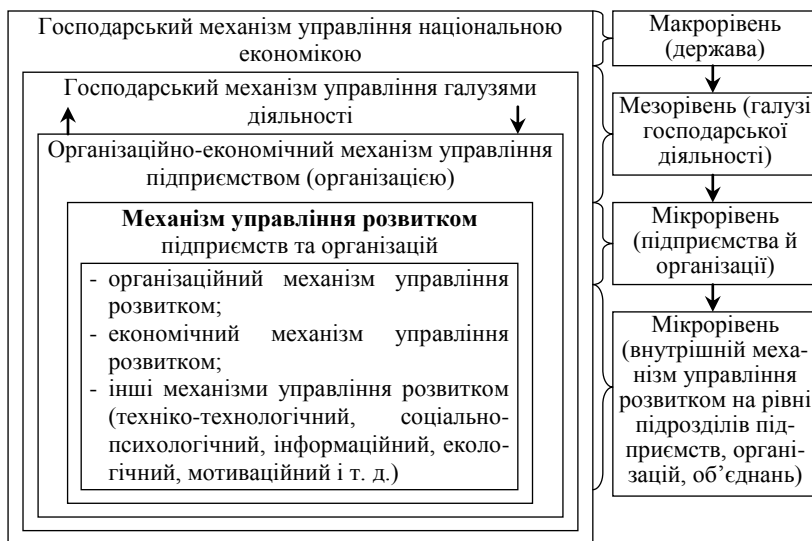 Господарський механізм управління національною
економікою
Господарський механізм управління галузями
діяльності
Організаційно-економічний механізм управління
підприємством (організацією)
Механізм управління розвитком
підприємств та організацій
- організаційний механізм управління
розвитком;
- економічний механізм управління
розвитком;
- інші механізми управління розвитком
(техніко-технологічний, соціально-
психологічний, інформаційний, еколо-
гічний, мотиваційний і т. д.)
Макрорівень
(держава)
Мезорівень (галузі
господарської
діяльності)
Мікрорівень
(підприємства й
організації)
Мікрорівень
(внутрішній меха-
нізм управління
розвитком на рівні
підрозділів під-
приємств, органі-
зацій, об’єднань)